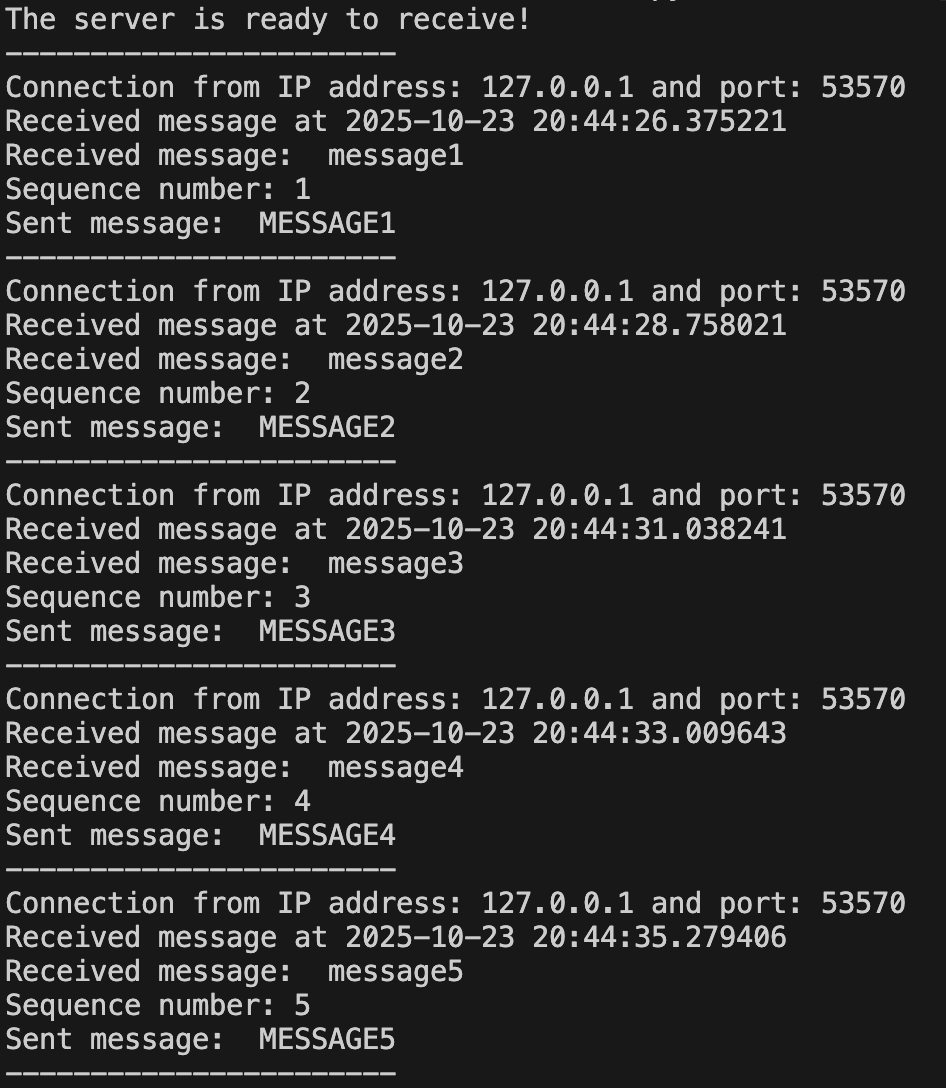 The server is ready to receive!
-----------------------
Connection from IP address: 127.0.0.1 and port: 53570
Received message at 2025-10-23 20:44:26.375221
Received message:  message1
Sequence number: 1
Sent message:  MESSAGE1
-----------------------
Connection from IP address: 127.0.0.1 and port: 53570
Received message at 2025-10-23 20:44:28.758021
Received message:  message2
Sequence number: 2
Sent message:  MESSAGE2
-----------------------
Connection from IP address: 127.0.0.1 and port: 53570
Received message at 2025-10-23 20:44:31.038241
Received message:  message3
Sequence number: 3
Sent message:  MESSAGE3
-----------------------
Connection from IP address: 127.0.0.1 and port: 53570
Received message at 2025-10-23 20:44:33.009643
Received message:  message4
Sequence number: 4
Sent message:  MESSAGE4
-----------------------
Connection from IP address: 127.0.0.1 and port: 53570
Received message at 2025-10-23 20:44:35.279406
Received message:  message5
Sequence number: 5
Sent message:  MESSAGE5
-----------------------